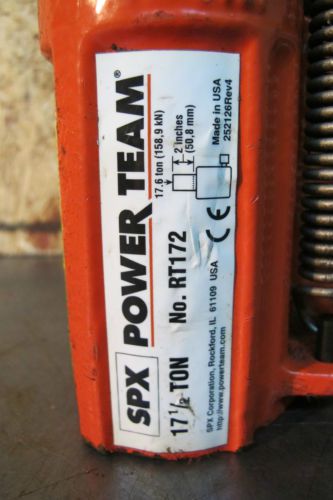 SPX POWER TEAM®
17 1/2 TON No. RT172
17.6 ton (158,9 kN)
2 inches
(50,8 mm)
Made in USA
252126Rev4
CE
SPX Corporation, Rockford, IL 61109 USA
http://www.powerteam.com